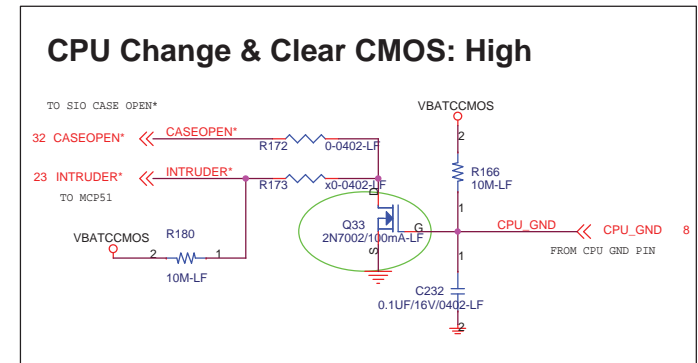 CPU Change & Clear CMOS: High
TO SIO CASE OPEN*
VBATCCMOS
32 CASEOPEN* CASEOPEN*
R172 0-0402-LF
2
23 INTRUDER* INTRUDER*
R173 x0-0402-LF
R166
10M-LF
TO MCP51
D
1
R180
VBATCCMOS
2 1
10M-LF
Q33
2N7002/100mA-LF
G
S
CPU_GND CPU_GND 8
FROM CPU GND PIN
1
C232
0.1UF/16V/0402-LF
2